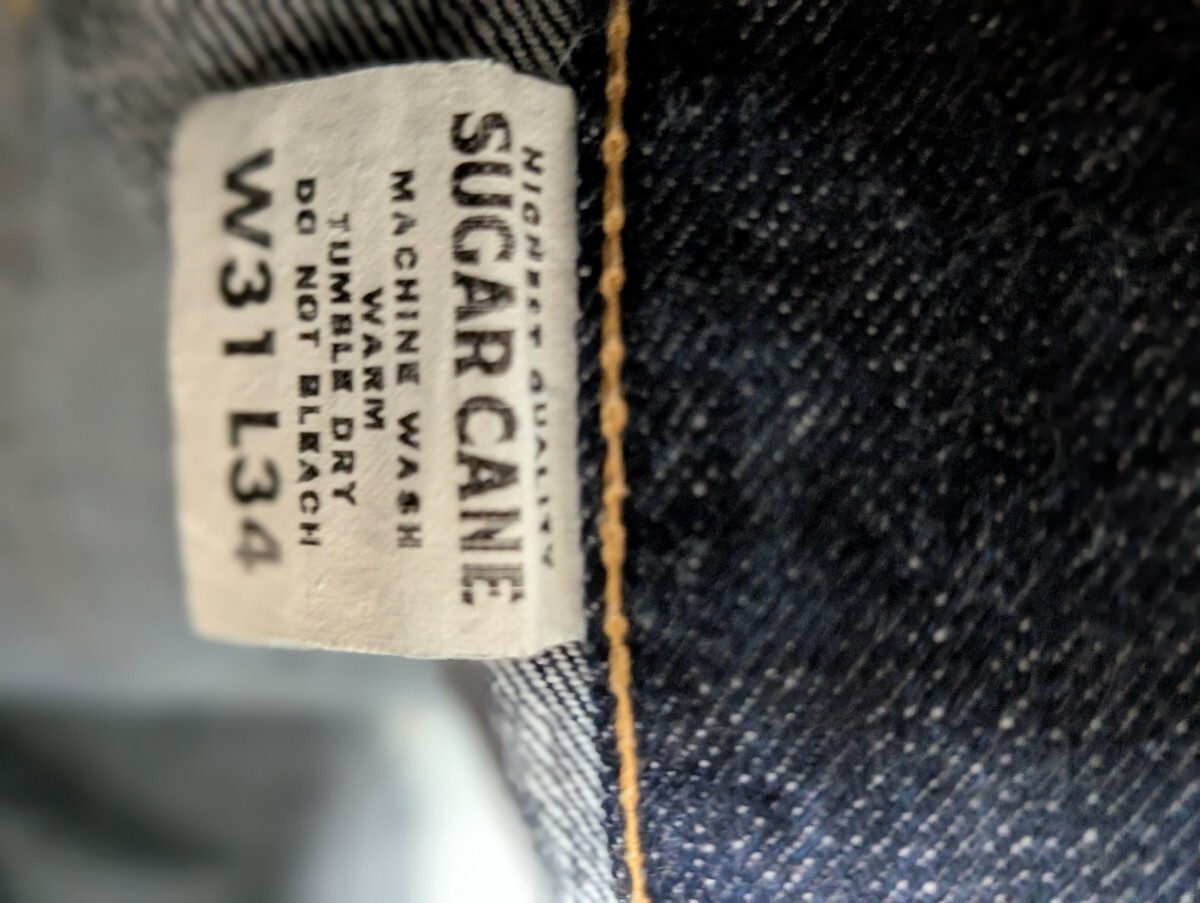 HIGHEST QUALITY
SUGAR CANE.
MACHINE WASH
WARM
TUMBLE DRY
DO NOT BLEACH
W31 L34